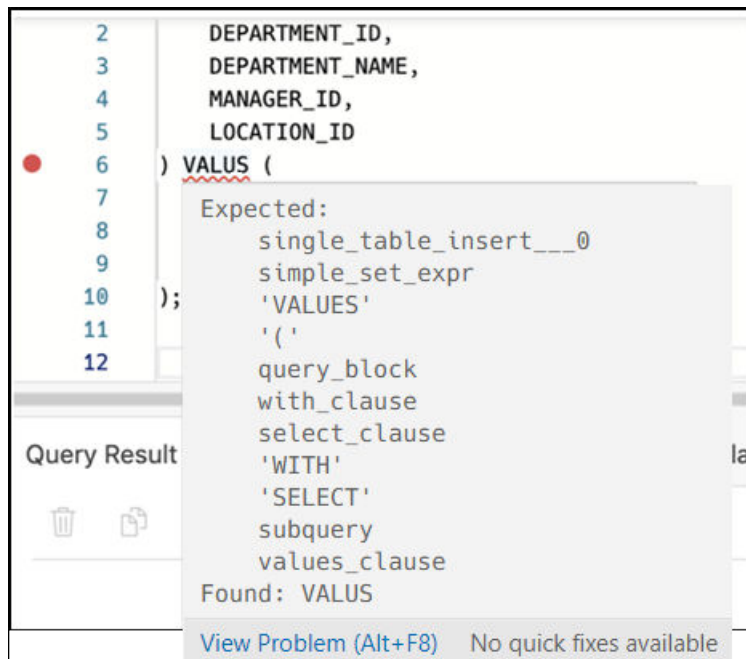 2 DEPARTMENT_ID,
3 DEPARTMENT_NAME,
4 MANAGER_ID,
5 LOCATION_ID
6 ) VALUS (
7
8
9
10 );
11
12
Expected:
single_table_insert___0
simple_set_expr
'VALUES'
'('
query_block
with_clause
select_clause
'WITH'
'SELECT'
subquery
values_clause
Found: VALUS
View Problem (Alt+F8) No quick fixes available
Query Result